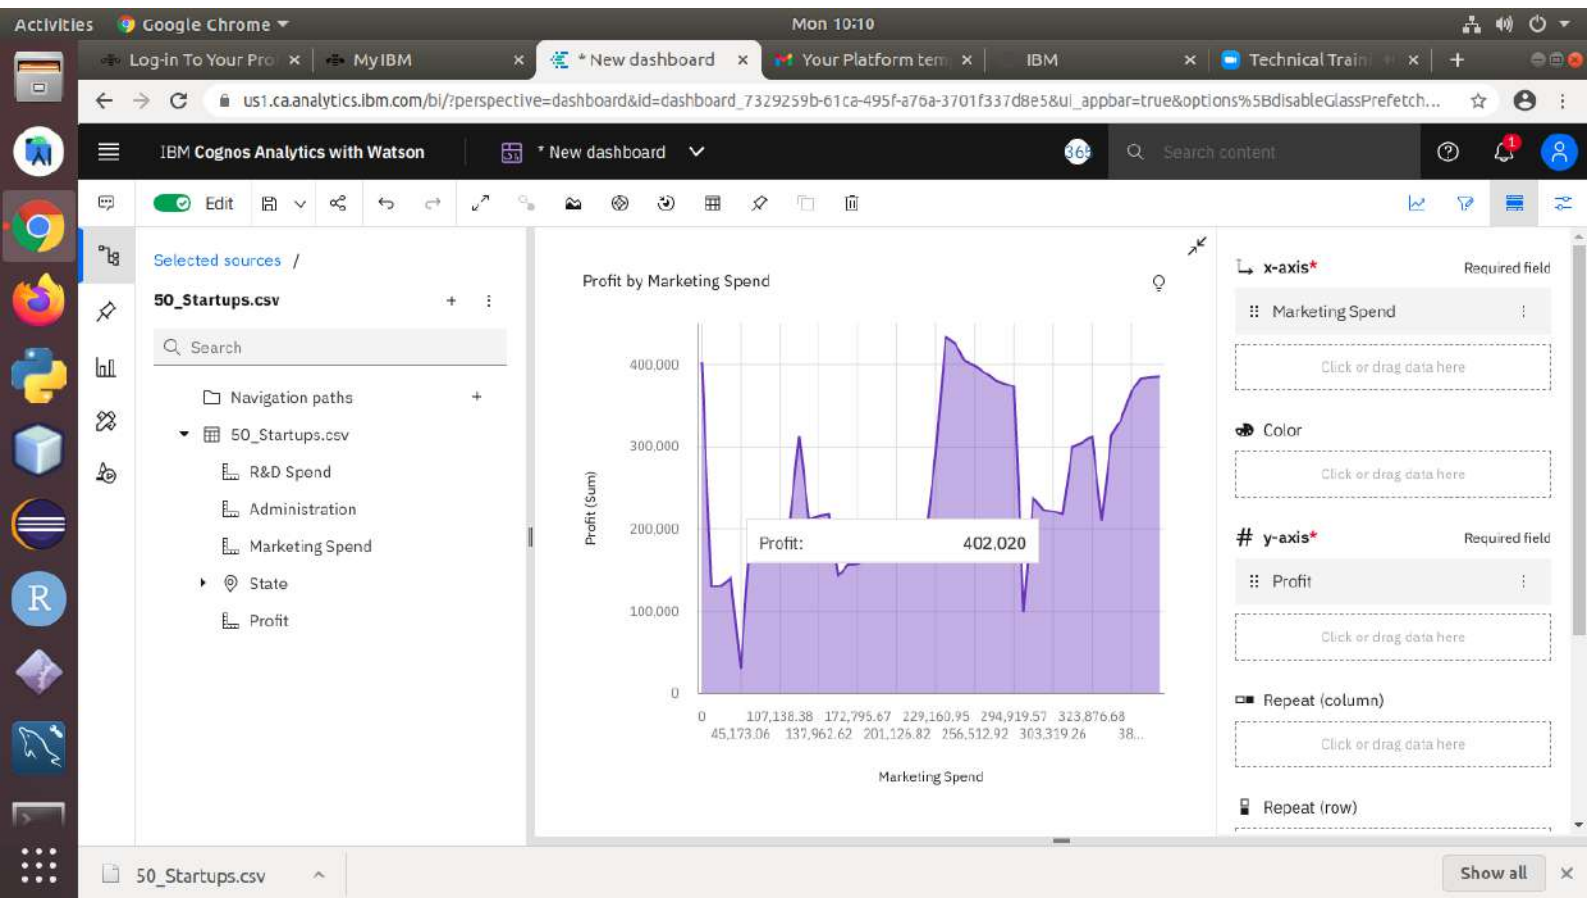 Activities Google Chrome Mon 10:10
Log-in To Your Pro MyIBM * New dashboard Your Platform tem IBM Technical Traini
us1.ca.analytics.ibm.com/bi/?perspective=dashboard&id=dashboard_7329259b-61ca-495f-a76a-3701f337d8e5&ui_appbar=true&options%5BdisableGlassPrefetch...
IBM Cognos Analytics with Watson * New dashboard 365 Search content 1
Edit
Selected sources /
50_Startups.csv
Search
Navigation paths
50_Startups.csv
R&D Spend
Administration
Marketing Spend
State
Profit
Profit by Marketing Spend
Profit (Sum)
400,000
300,000
200,000
100,000
0
Profit: 402,020
0 107,138.38 172,795.67 229,160.95 294,919.57 323,876.68
45,173.06 137,962.62 201,126.82 256,512.92 303,319.26 38...
Marketing Spend
x-axis* Required field
Marketing Spend
Click or drag data here
Color
Click or drag data here
y-axis* Required field
Profit
Click or drag data here
Repeat (column)
Click or drag data here
Repeat (row)
50_Startups.csv Show all